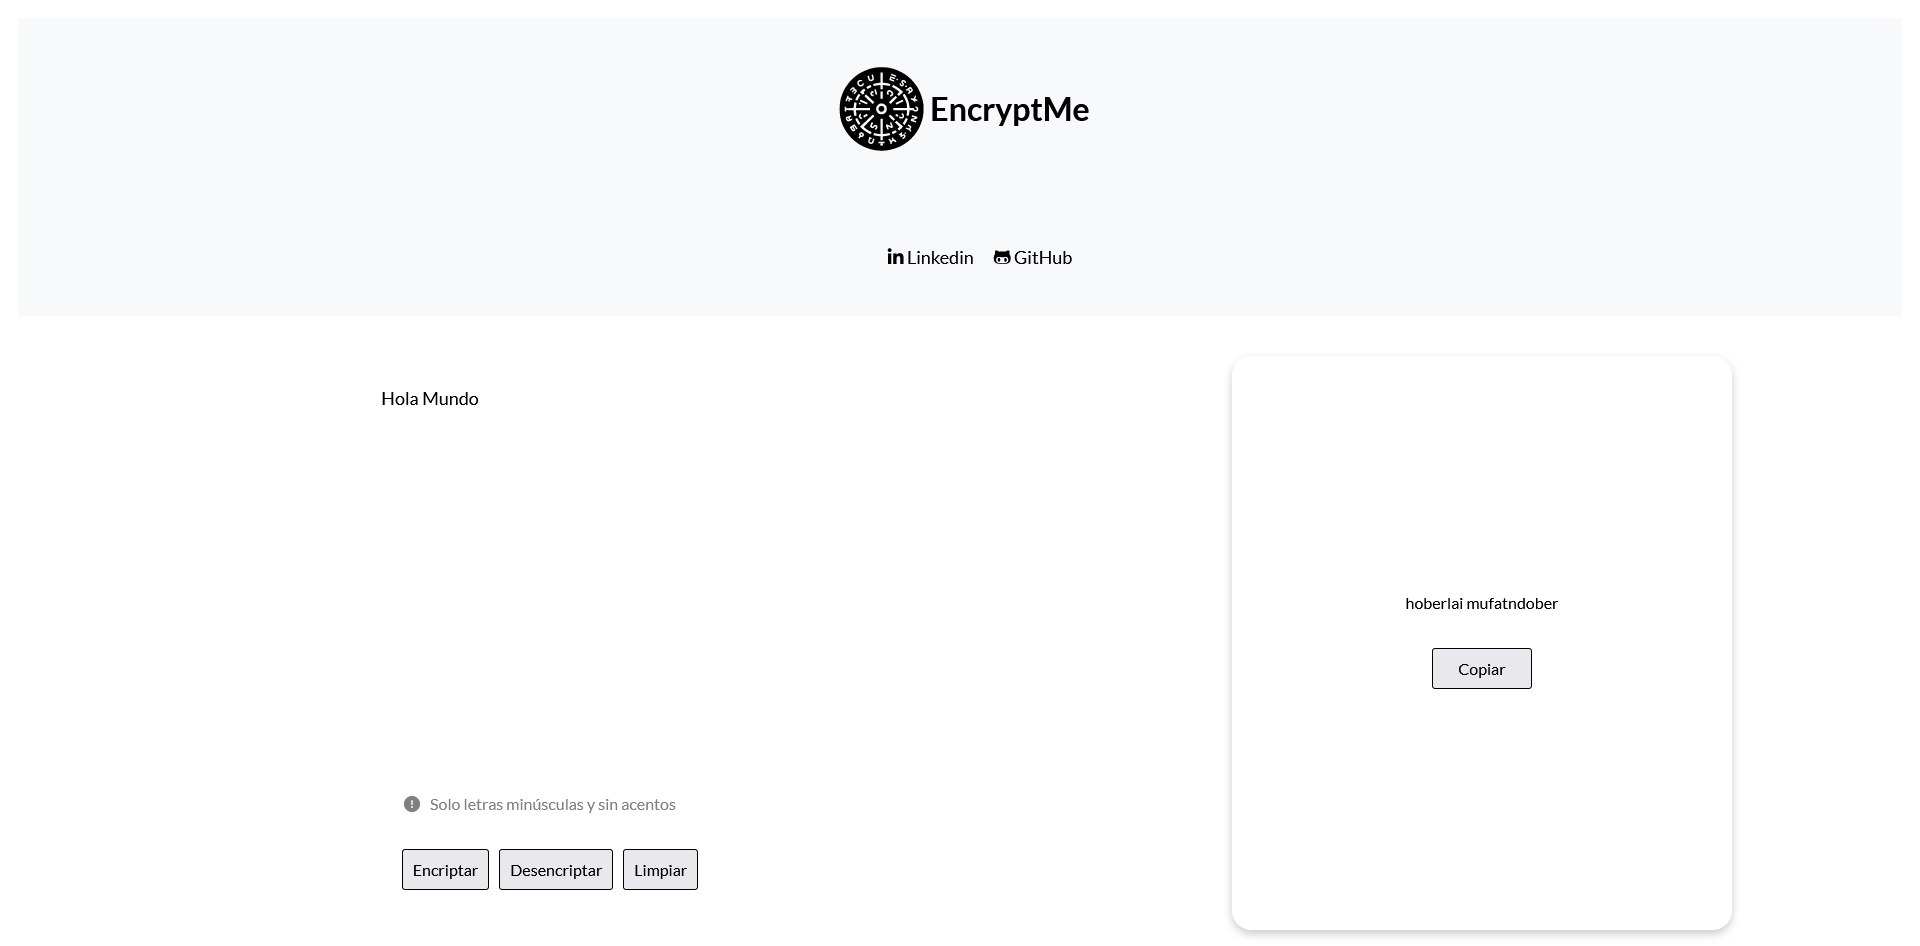 EncryptMe
Linkedin GitHub
Hola Mundo
hoberlai mufatndober
Copiar
Solo letras minúsculas y sin acentos
Encriptar Desencriptar Limpiar